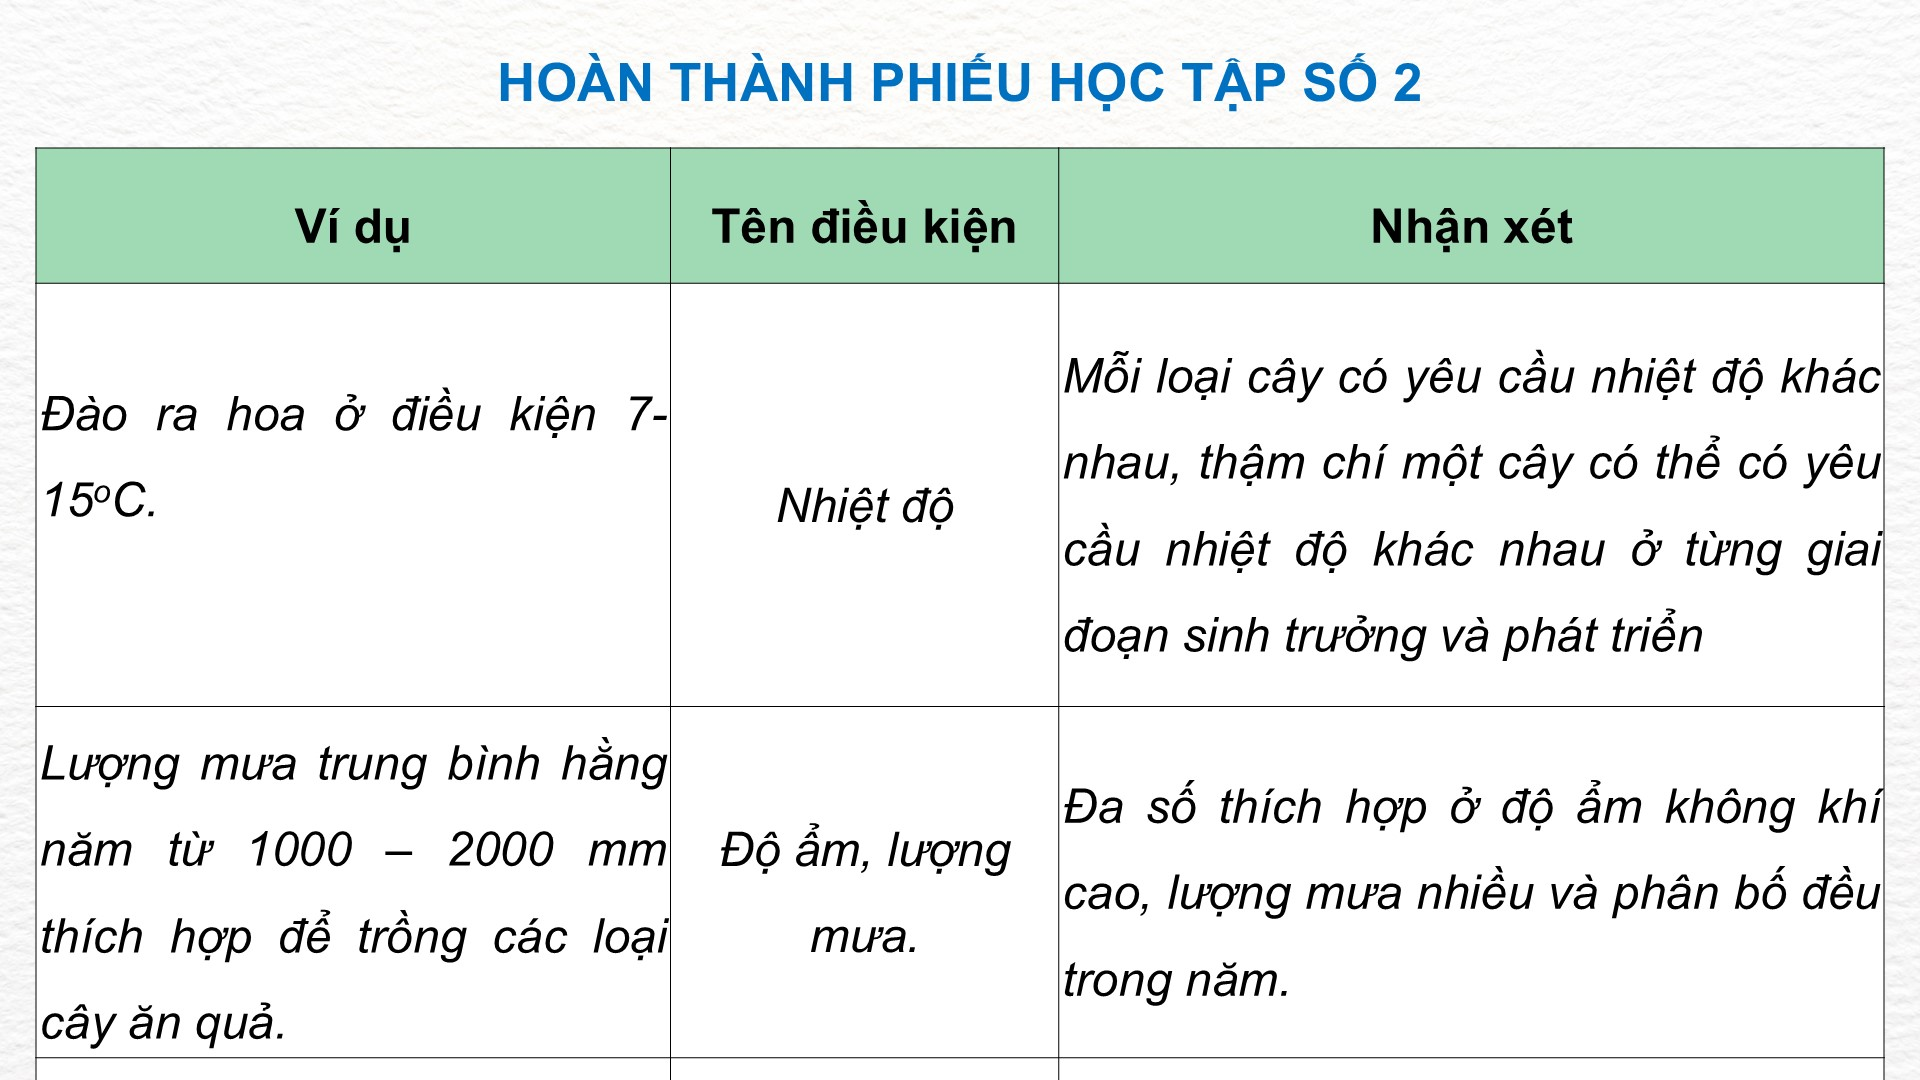 HOÀN THÀNH PHIẾU HỌC TẬP SỐ 2
Ví dụ
Tên điều kiện
Nhận xét
Đào ra hoa ở điều kiện 7-
15ºC.
Nhiệt độ
Mỗi loại cây có yêu cầu nhiệt độ khác
nhau, thậm chí một cây có thể có yêu
cầu nhiệt độ khác nhau ở từng giai
đoạn sinh trưởng và phát triển
Lượng mưa trung bình hằng
năm từ 1000 – 2000 mm
thích hợp để trồng các loại
cây ăn quả.
Độ ẩm, lượng
mưa.
Đa số thích hợp ở độ ẩm không khí
cao, lượng mưa nhiều và phân bố đều
trong năm.